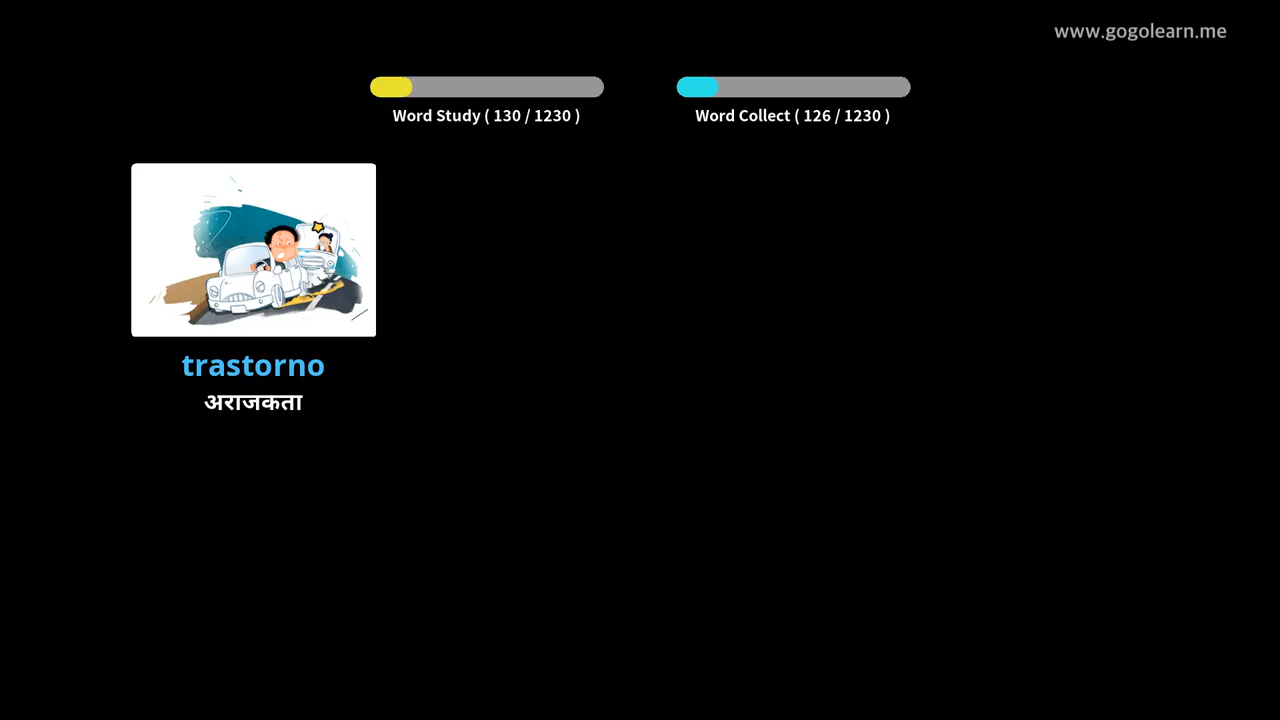 www.gogolearn.me
Word Study ( 130 / 1230 )
Word Collect ( 126 / 1230 )
trastorno
अराजकता